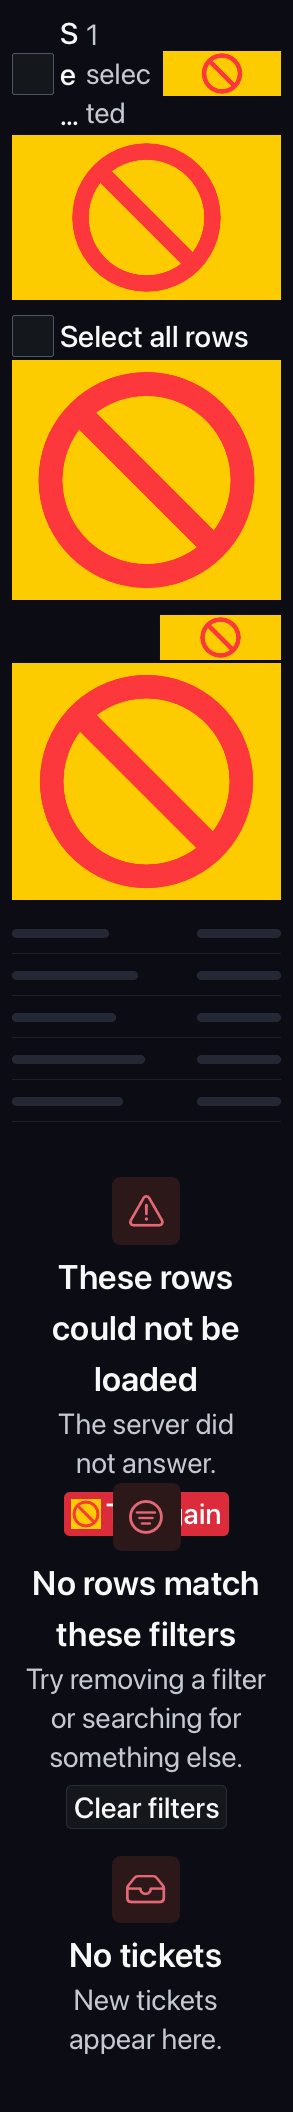 S 1
e selec
... ted
Select all rows
These rows
could not be
loaded
The server did
not answer.
No rows match
these filters
Try removing a filter
or searching for
something else.
Clear filters
No tickets
New tickets
appear here.